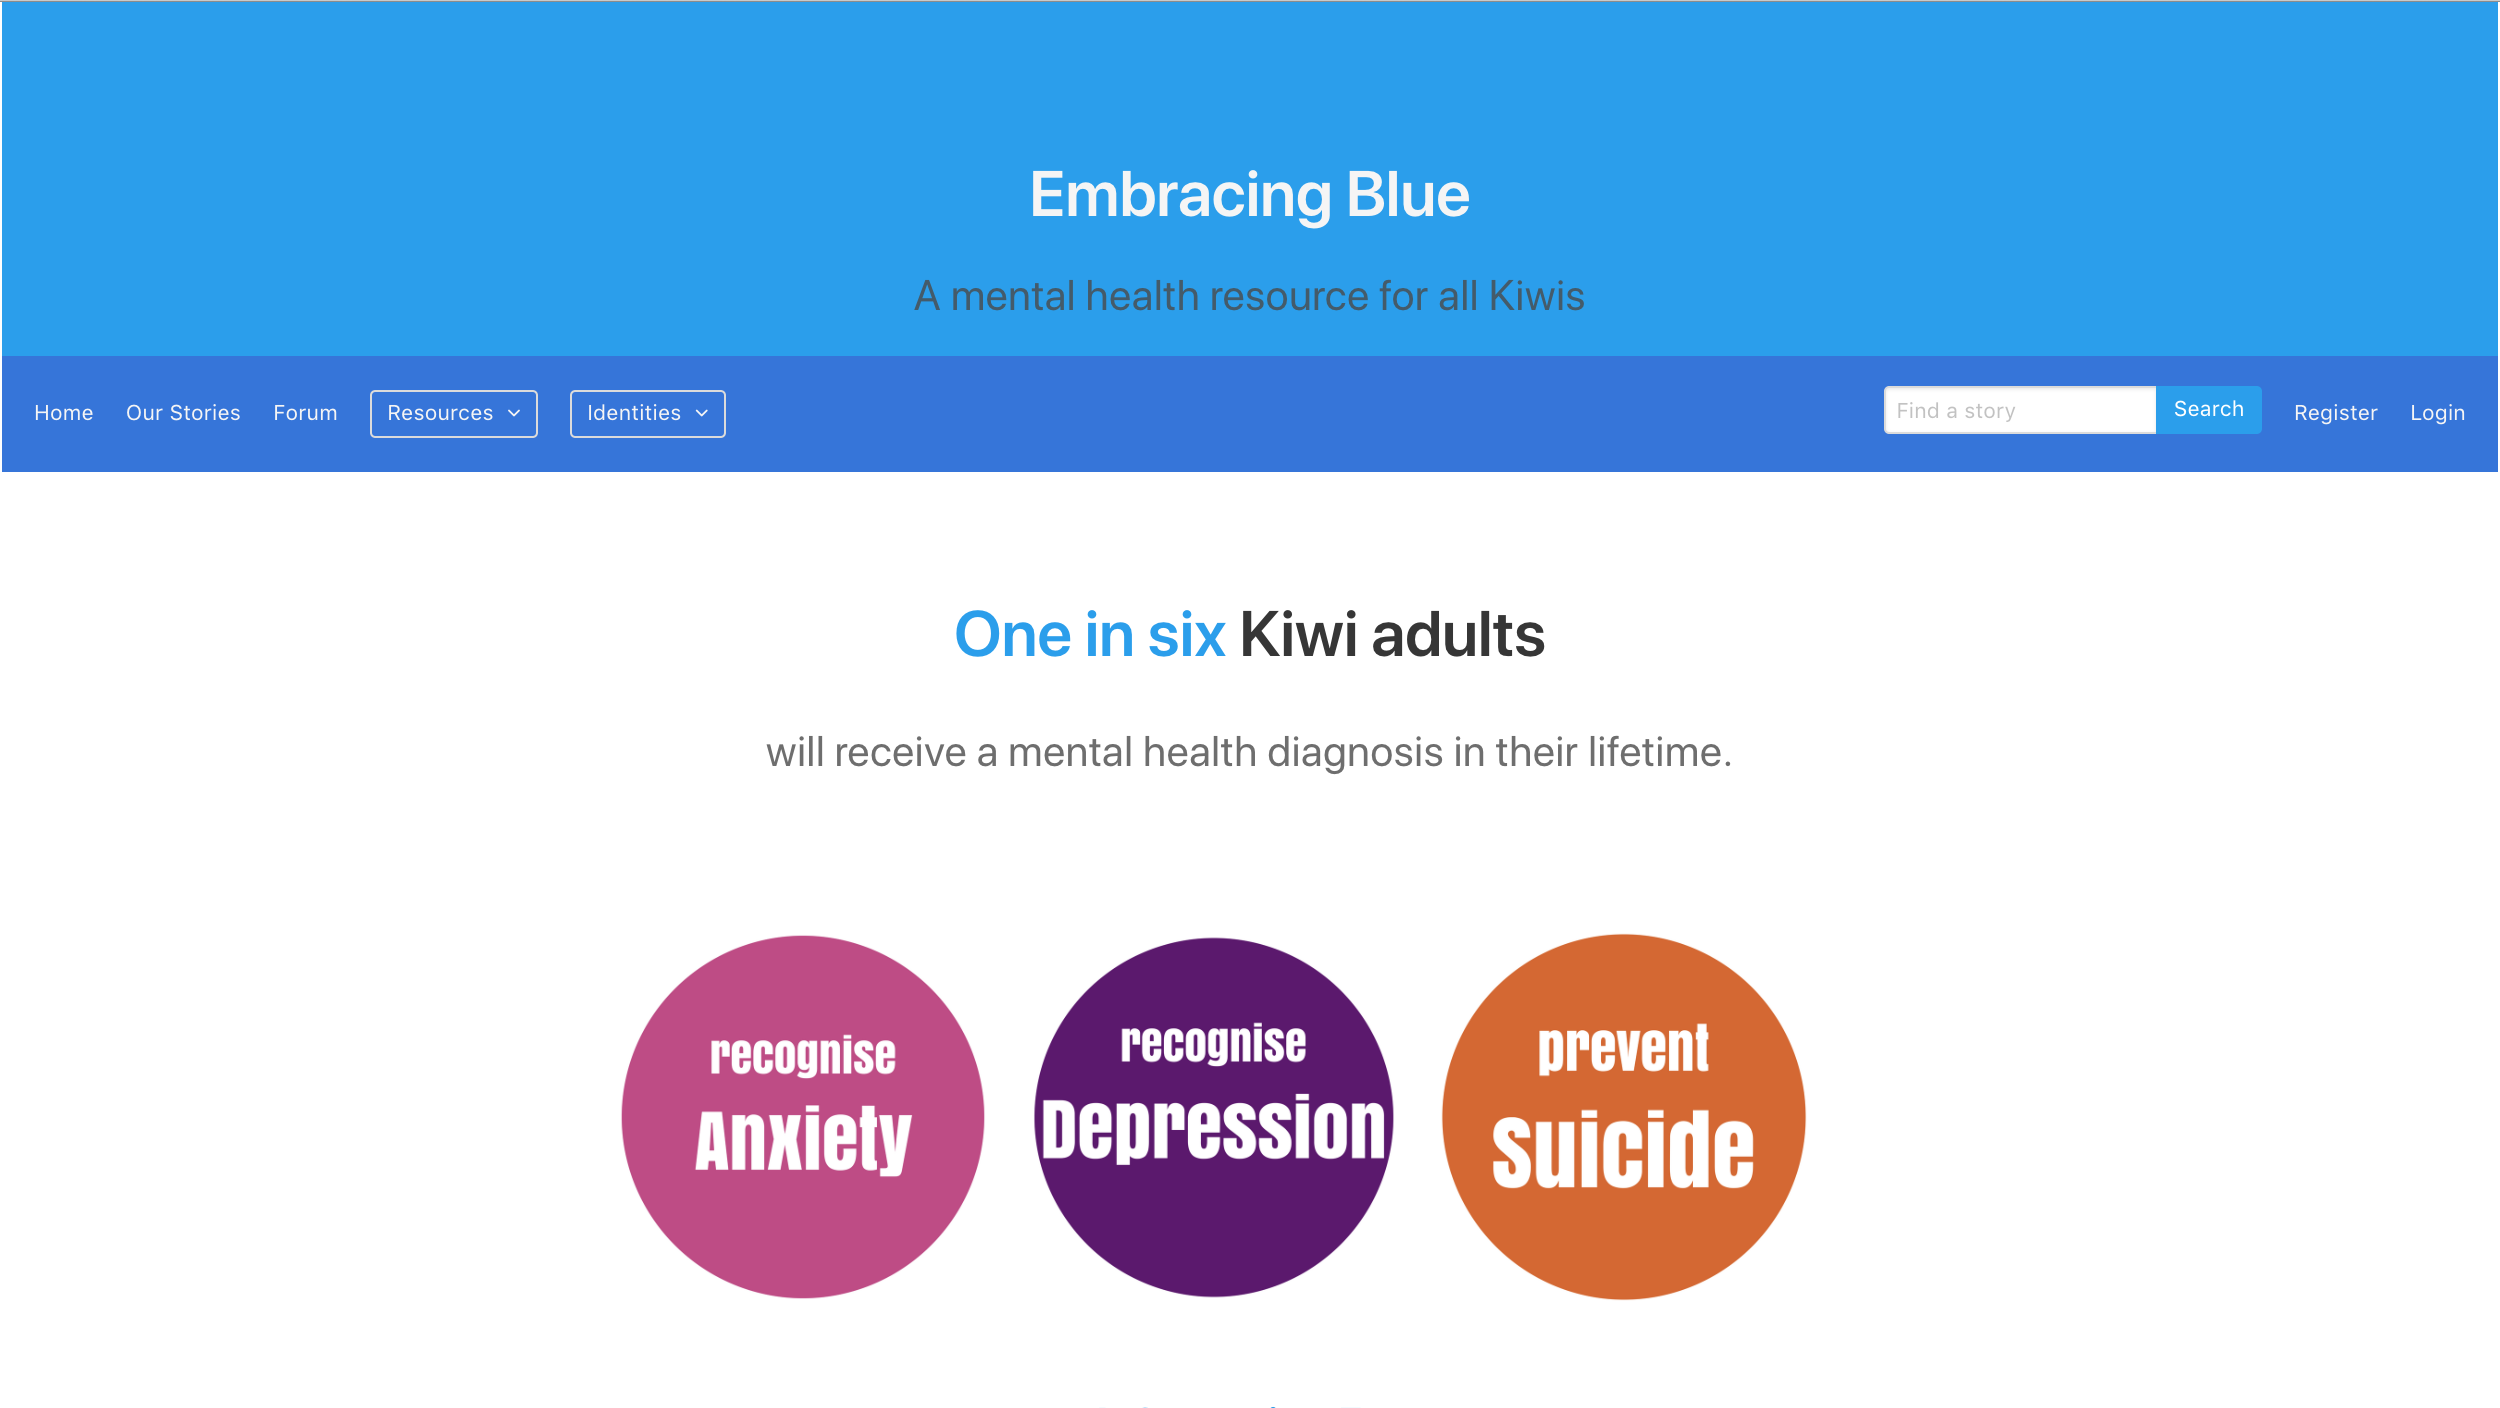 Embracing Blue
A mental health resource for all Kiwis
Home Our Stories Forum Resources Identities Find a story Search Register Login
One in six Kiwi adults
will receive a mental health diagnosis in their lifetime.
recognise
Anxiety
recognise
Depression
prevent
Suicide